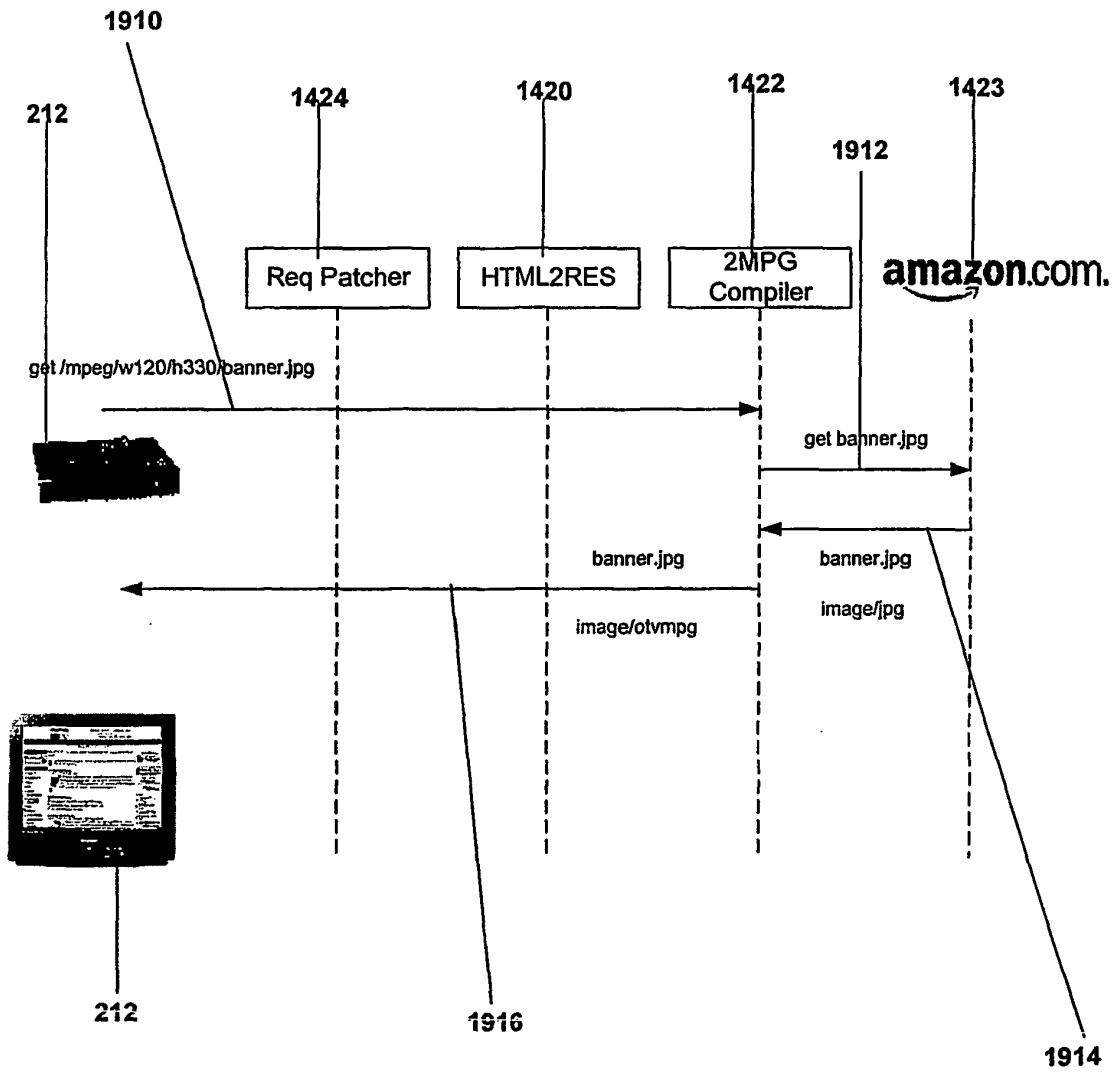 1910
212
1424
1420
1422
1423
1912
Req Patcher
HTML2RES
2MPG
Compiler
amazon.com.
get /mpeg/w120/h330/banner.jpg
get banner.jpg
banner.jpg
banner.jpg
image/otvmpg
image/jpg
212
1916
1914